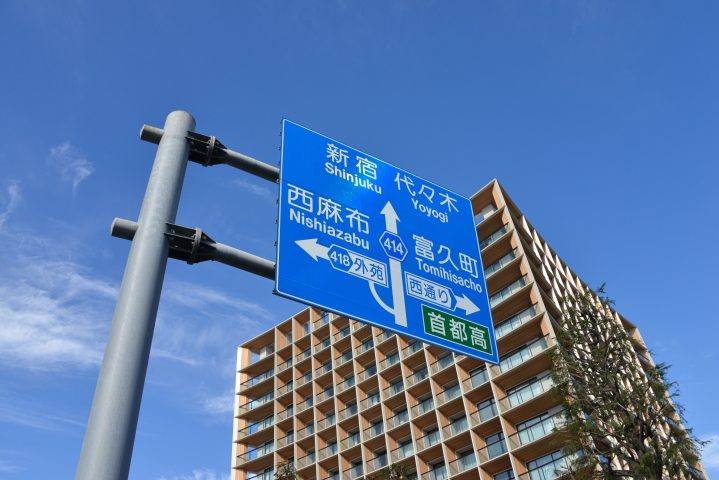 新宿 代々木
Shinjuku Yoyogi
西麻布
Nishiazabu
414
富久町
Tomihisacho
418 外苑
西通り
首都高